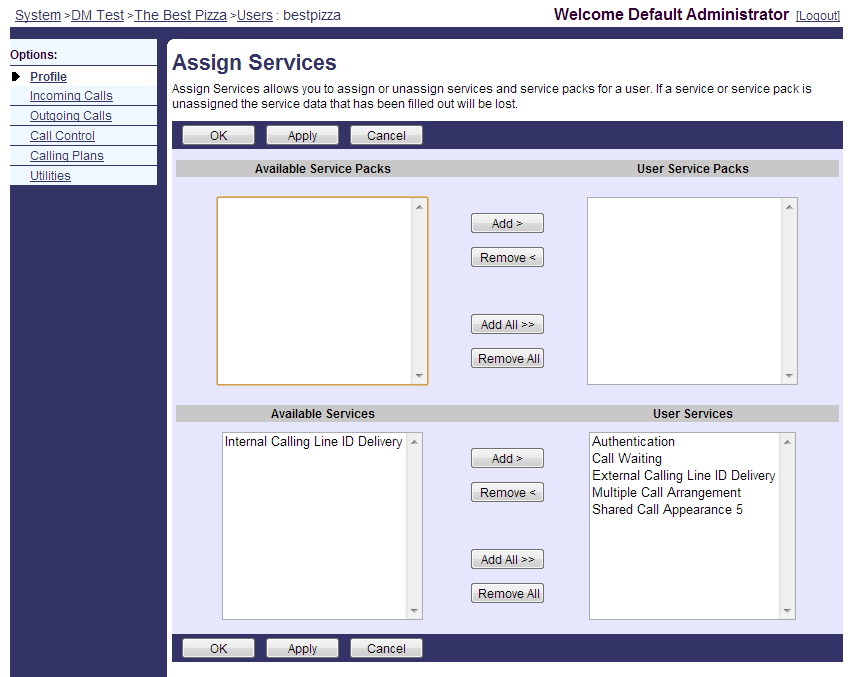 System >DM Test >The Best Pizza >Users : bestpizza
Welcome Default Administrator [Logout]
Options:
Profile
Incoming Calls
Outgoing Calls
Call Control
Calling Plans
Utilities
Assign Services
Assign Services allows you to assign or unassign services and service packs for a user. If a service or service pack is
unassigned the service data that has been filled out will be lost.
OK Apply Cancel
Available Service Packs User Service Packs
Add >
Remove <
Add All >>
Remove All
Available Services User Services
Internal Calling Line ID Delivery
Add >
Remove <
Add All >>
Remove All
Authentication
Call Waiting
External Calling Line ID Delivery
Multiple Call Arrangement
Shared Call Appearance 5
OK Apply Cancel